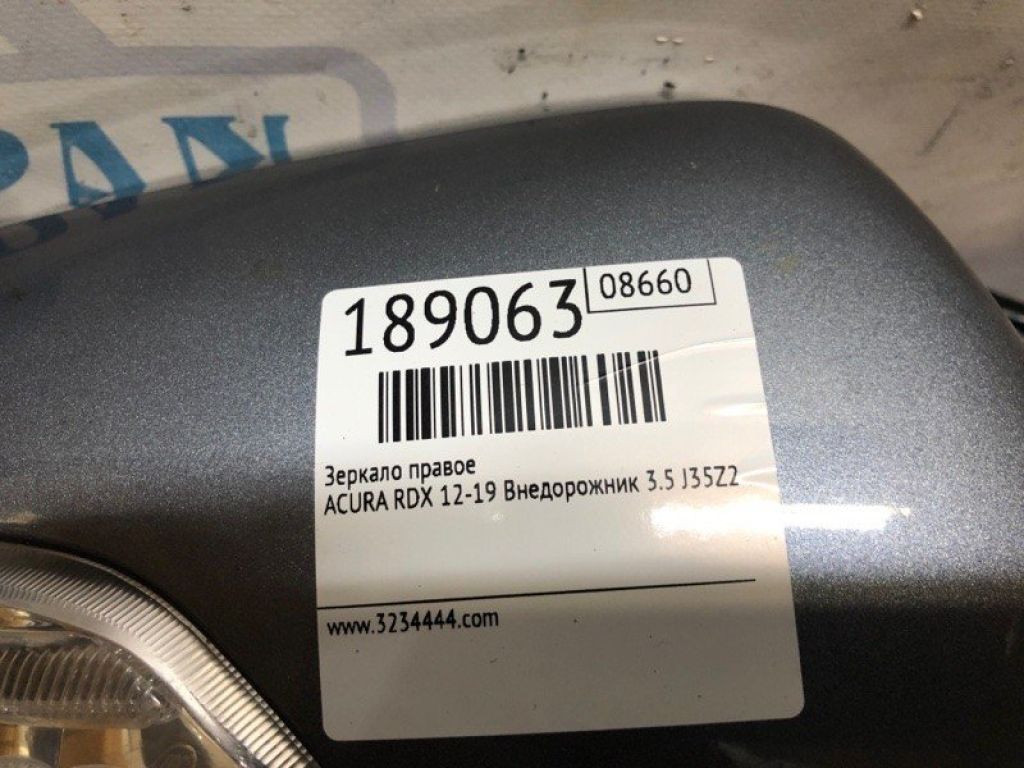 189063 08660
Зеркало правое
ACURA RDX 12-19 Внедорожник 3.5 J35Z2
www.3234444.com